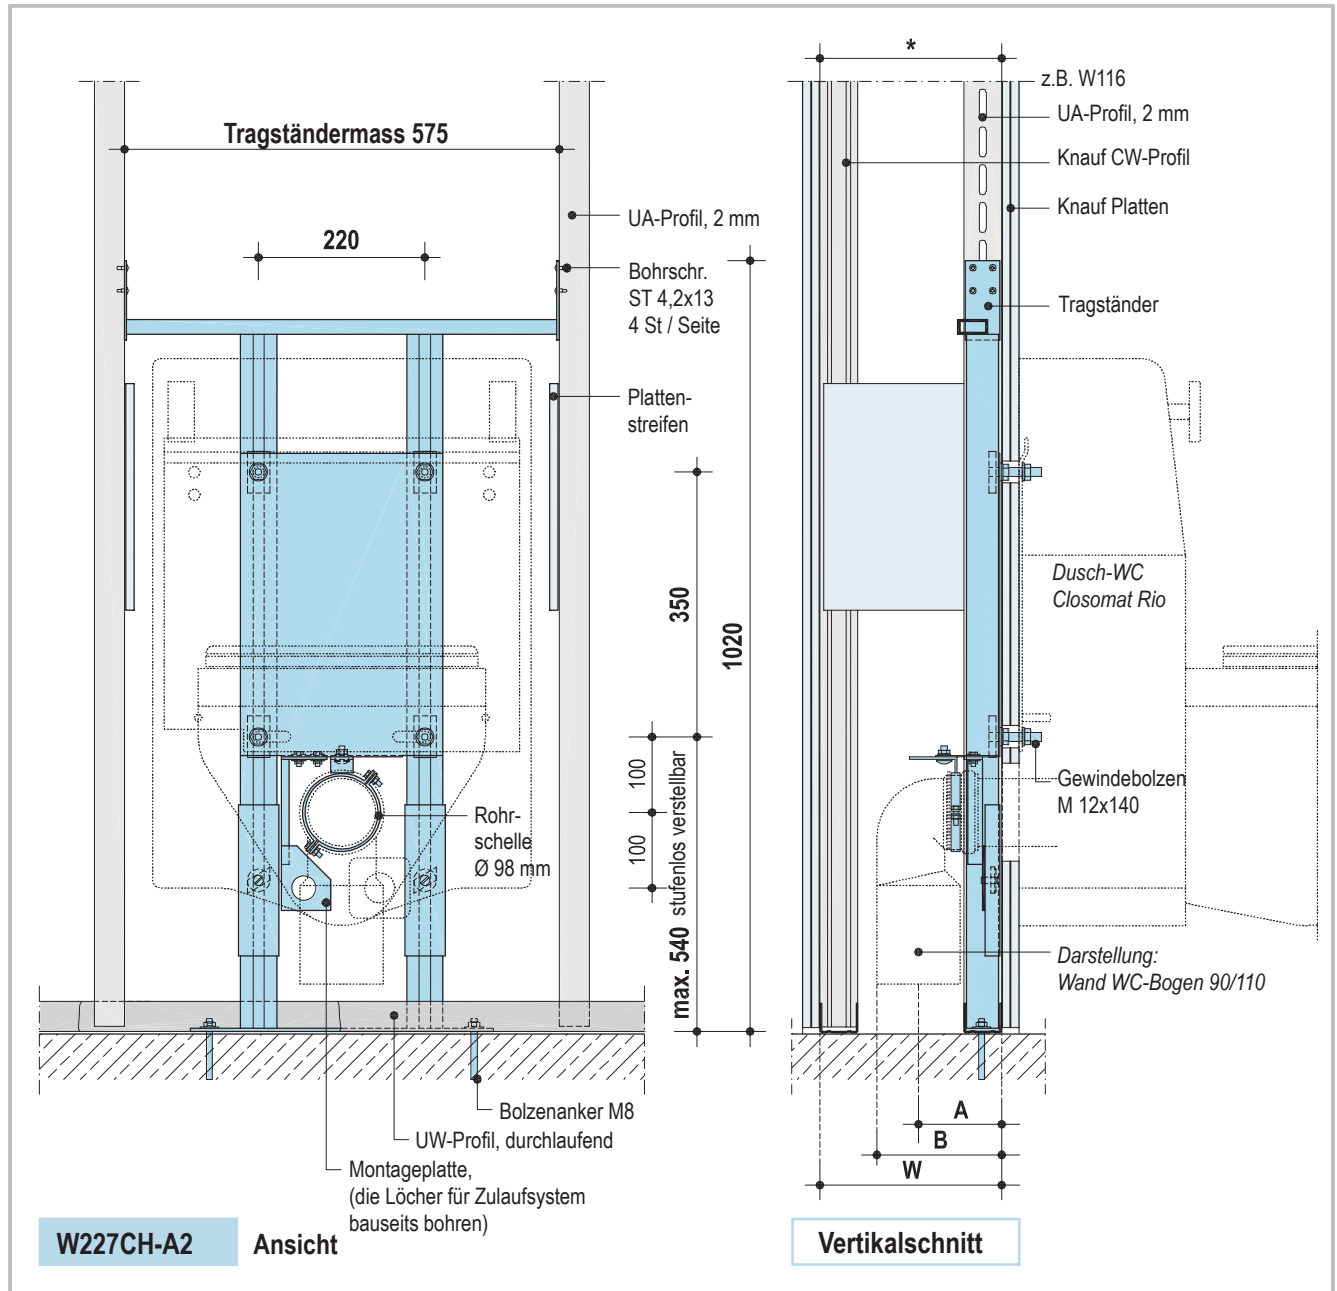 Tragständermass 575
220
UA-Profil, 2 mm
Bohrschr.
ST 4,2x13
4 St / Seite
Platten-
streifen
350
1020
100
100
max. 540 stufenlos verstellbar
Rohr-
schelle
Ø 98 mm
Bolzenanker M8
UW-Profil, durchlaufend
Montageplatte,
(die Löcher für Zulaufsystem
bauseits bohren)
W227CH-A2
Ansicht
*
z.B. W116
UA-Profil, 2 mm
Knauf CW-Profil
Knauf Platten
Tragständer
Dusch-WC
Closomat Rio
Gewindebolzen
M 12x140
Darstellung:
Wand WC-Bogen 90/110
A
B
W
Vertikalschnitt